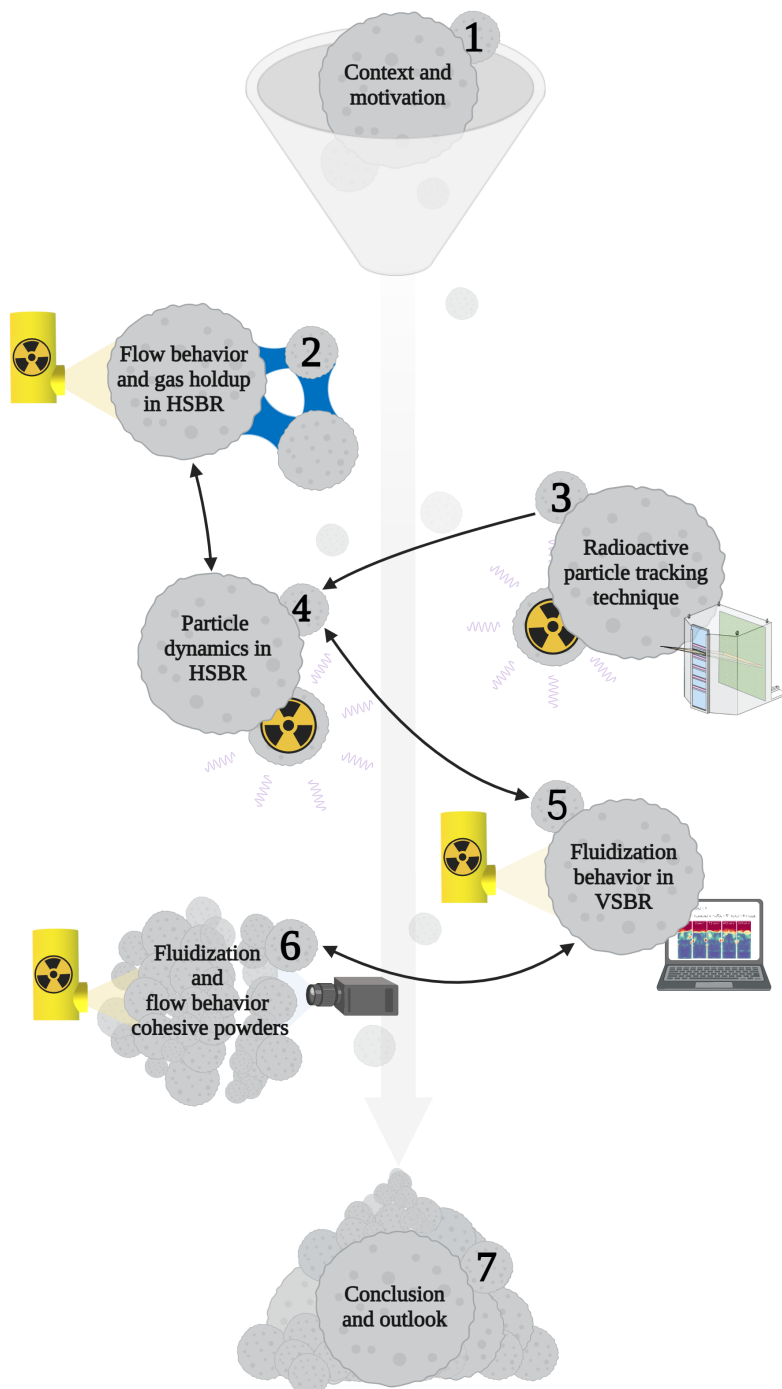 1
Context and
motivation
2
Flow behavior
and gas holdup
in HSBR
3
Radioactive
particle tracking
technique
4
Particle
dynamics in
HSBR
5
Fluidization
behavior in
VSBR
6
Fluidization
and
flow behavior
cohesive powders
7
Conclusion
and outlook